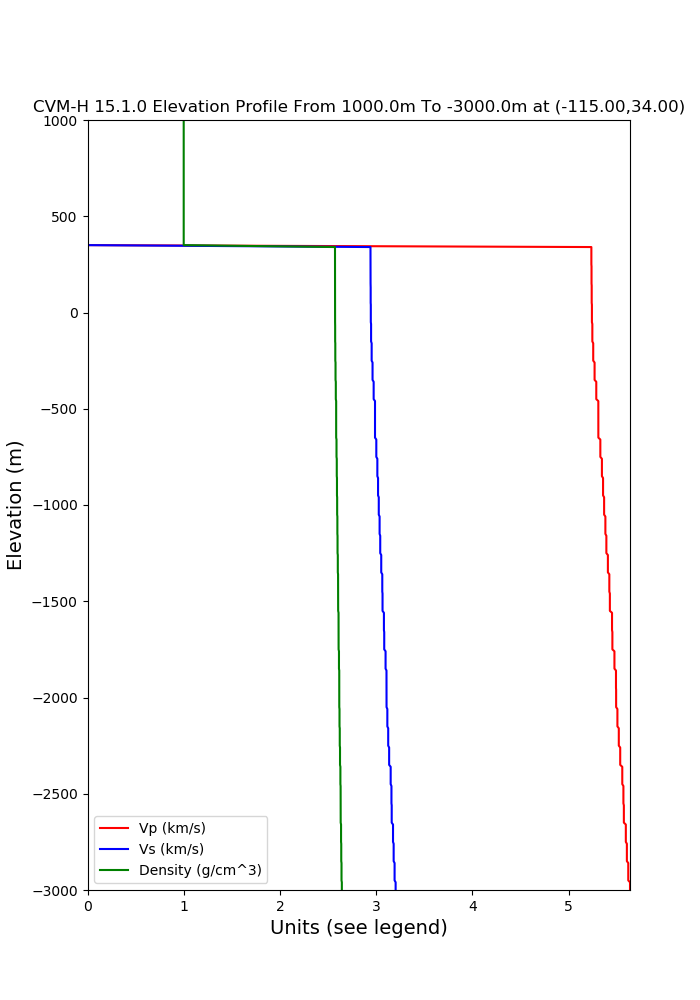 CVM-H 15.1.0 Elevation Profile From 1000.0m To -3000.0m at (-115.00,34.00)
1000
500
0
−500
−1000
−1500
−2000
−2500
−3000
Elevation (m)
Vp (km/s)
Vs (km/s)
Density (g/cm^3)
0 1 2 3 4 5
Units (see legend)